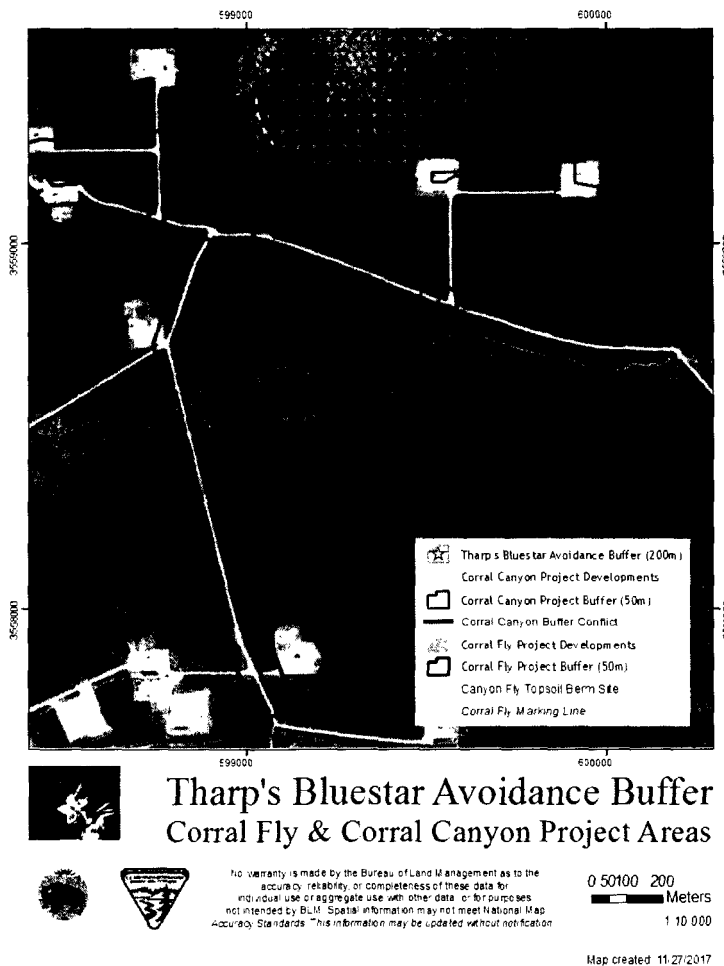 599000
600000
3559000
3558000
Tharp's Bluestar Avoidance Buffer (200m)
Corral Canyon Project Developments
Corral Canyon Project Buffer (50m)
Corral Canyon Buffer Conflict
Corral Fly Project Developments
Corral Fly Project Buffer (50m)
Canyon Fly Topsoil Berm Site
Corral Fly Marking Line
599000
600000
Tharp's Bluestar Avoidance Buffer
Corral Fly & Corral Canyon Project Areas
No warranty is made by the Bureau of Land Management as to the
accuracy, reliability, or completeness of these data for
individual use or aggregate use with other data, or for purposes
not intended by BLM. Spatial information may not meet National Map
Accuracy Standards. This information may be updated without notification
0 50100 200
Meters
1 10 000
Map created 11/27/2017